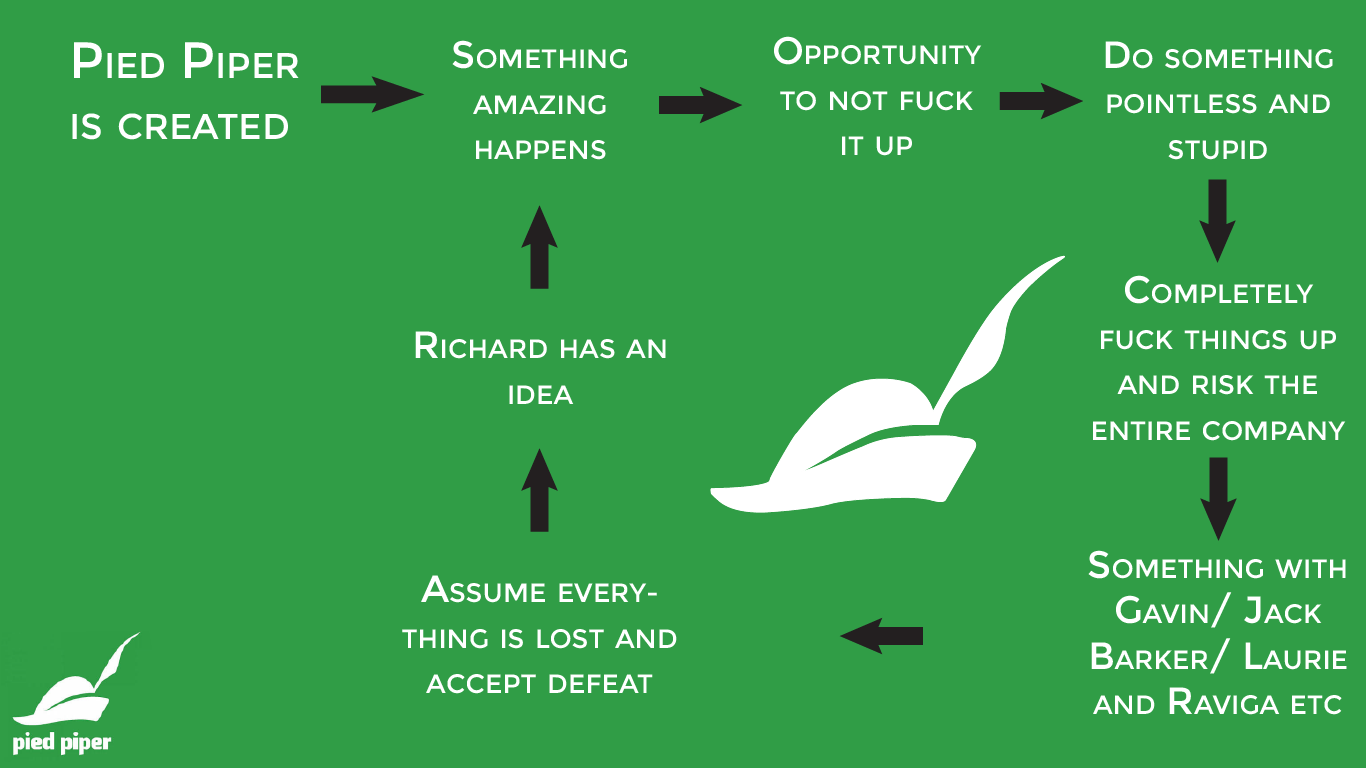 Pied Piper
is created
Something
amazing
happens
Opportunity
to not fuck
it up
Do something
pointless and
stupid
Completely
fuck things up
and risk the
entire company
Something with
Gavin/ Jack
Barker/ Laurie
and Raviga etc
Assume every-
thing is lost and
accept defeat
Richard has an
idea
pied piper